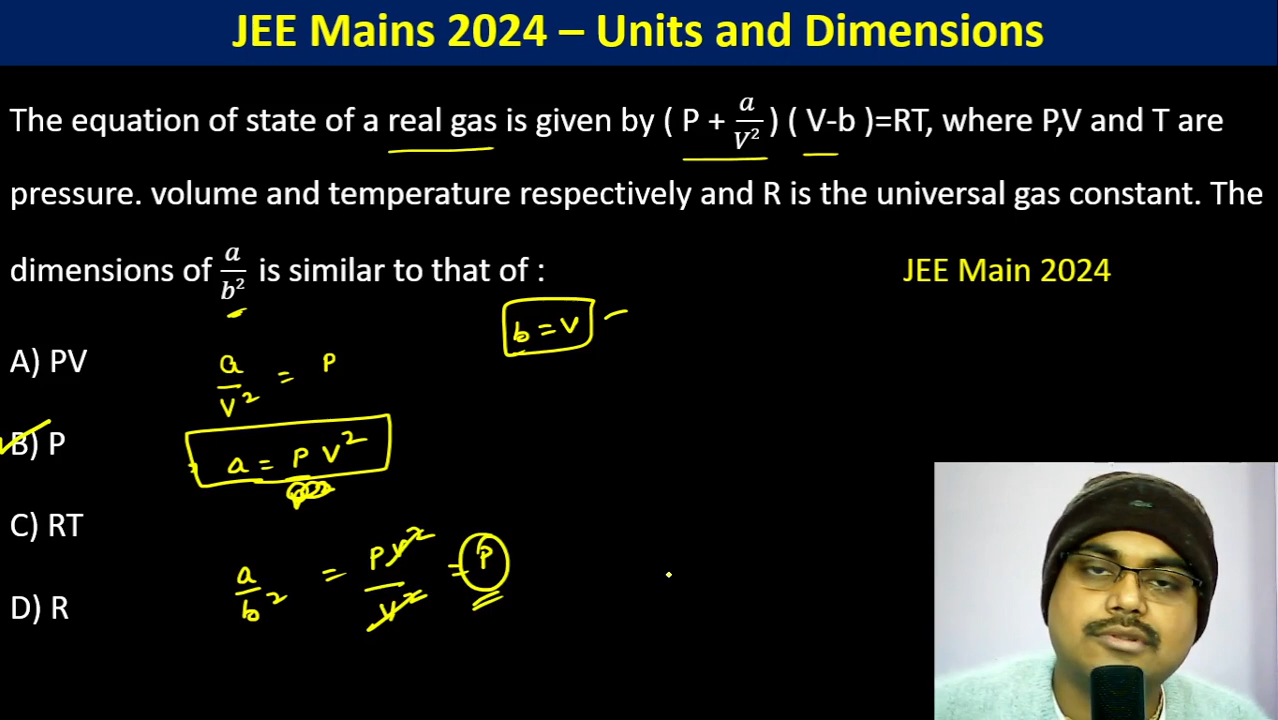 JEE Mains 2024 – Units and Dimensions
The equation of state of a real gas is given by ( P + a/V² ) ( V-b )=RT, where P,V and T are
pressure. volume and temperature respectively and R is the universal gas constant. The
dimensions of a/b² is similar to that of :
JEE Main 2024
b = V
A) PV
a/V² = P
B) P
a = P V²
C) RT
a/b² = PV²/V² = P
D) R